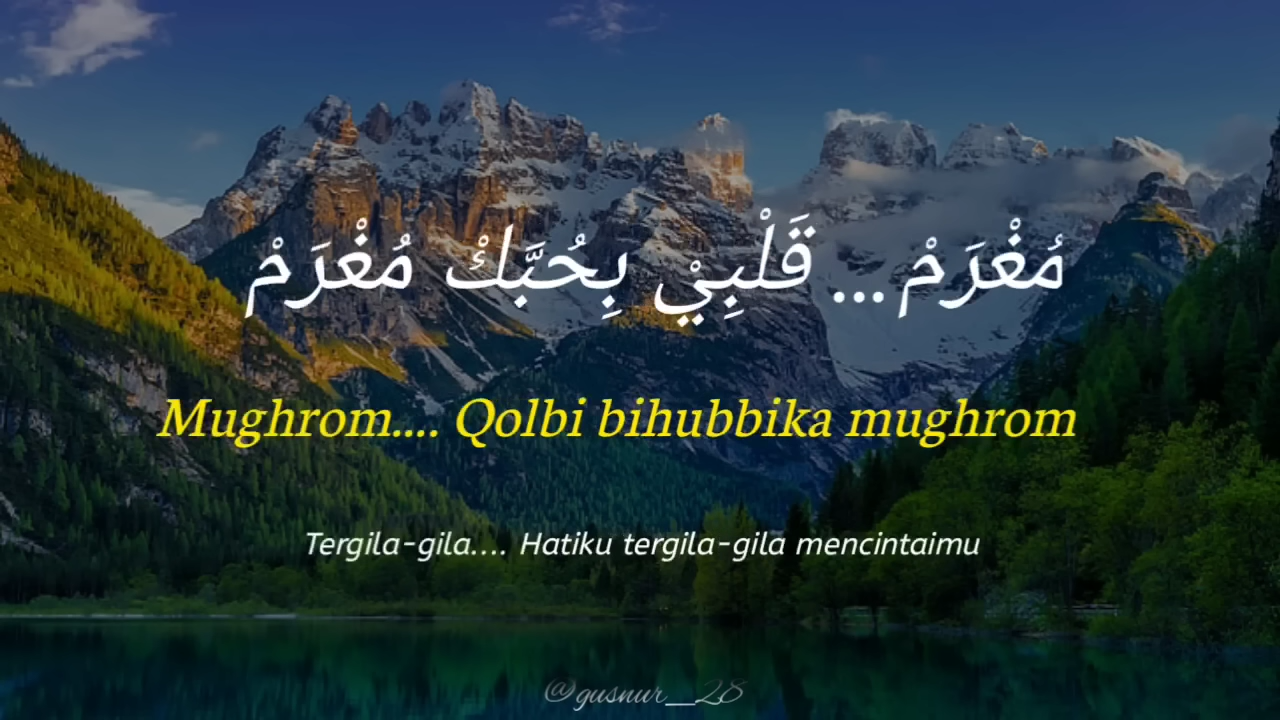 مُغْرَمْ... قَلْبِيْ بِحُبَّكْ مُغْرَمْ
Mughrom.... Qolbi bihubbika mughrom
Tergila-gila.... Hatiku tergila-gila mencintaimu
@gusnur__28